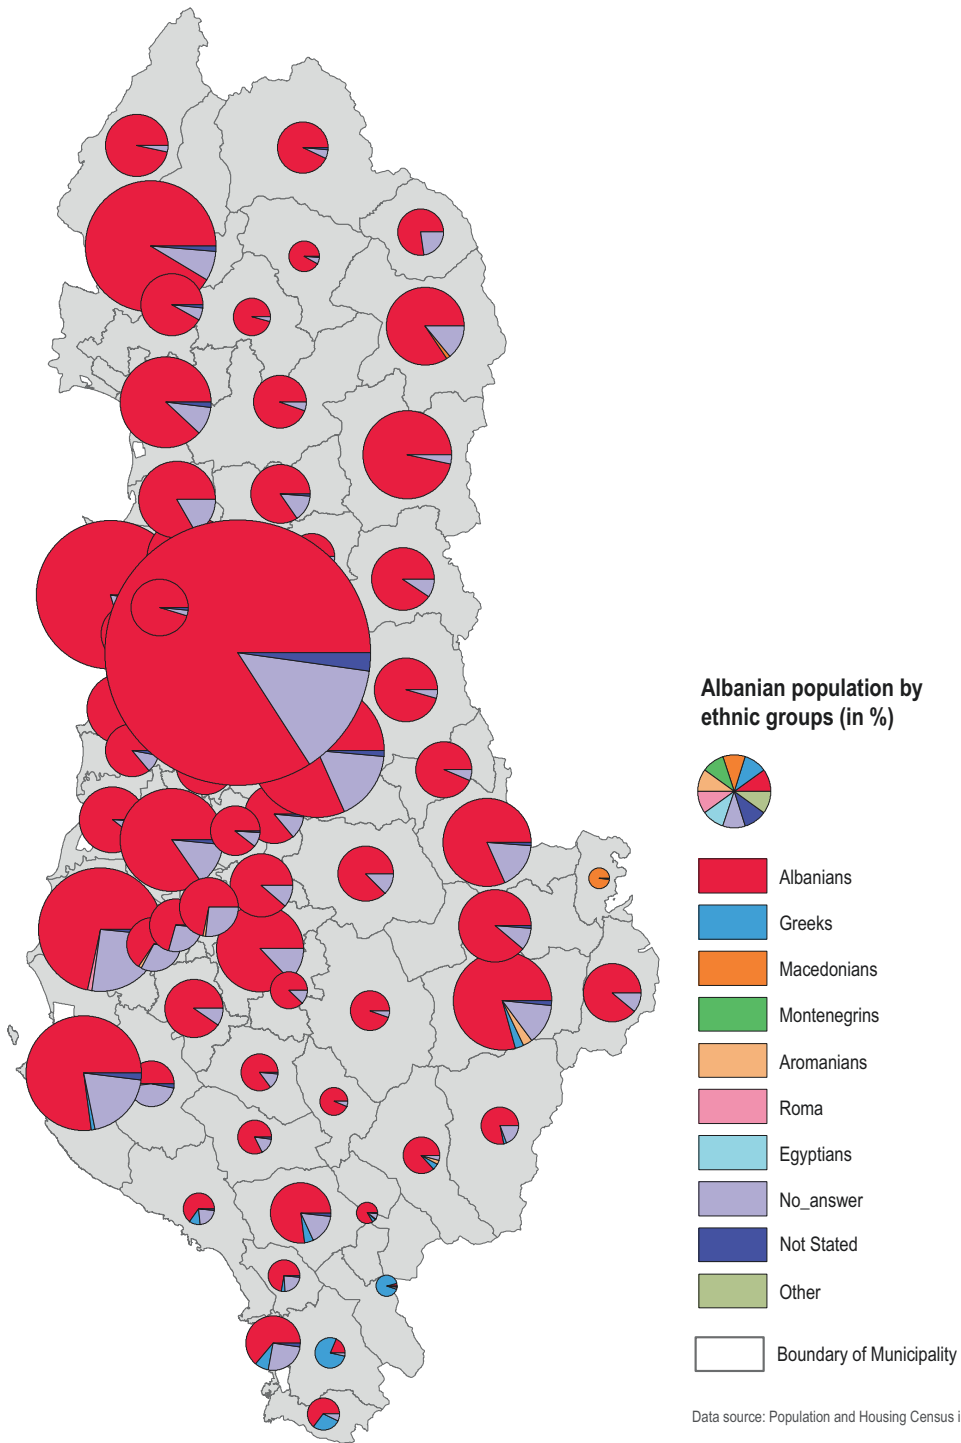 Albanian population by
ethnic groups (in %)
Albanians
Greeks
Macedonians
Montenegrins
Aromanians
Roma
Egyptians
No_answer
Not Stated
Other
Boundary of Municipality
Data source: Population and Housing Census i